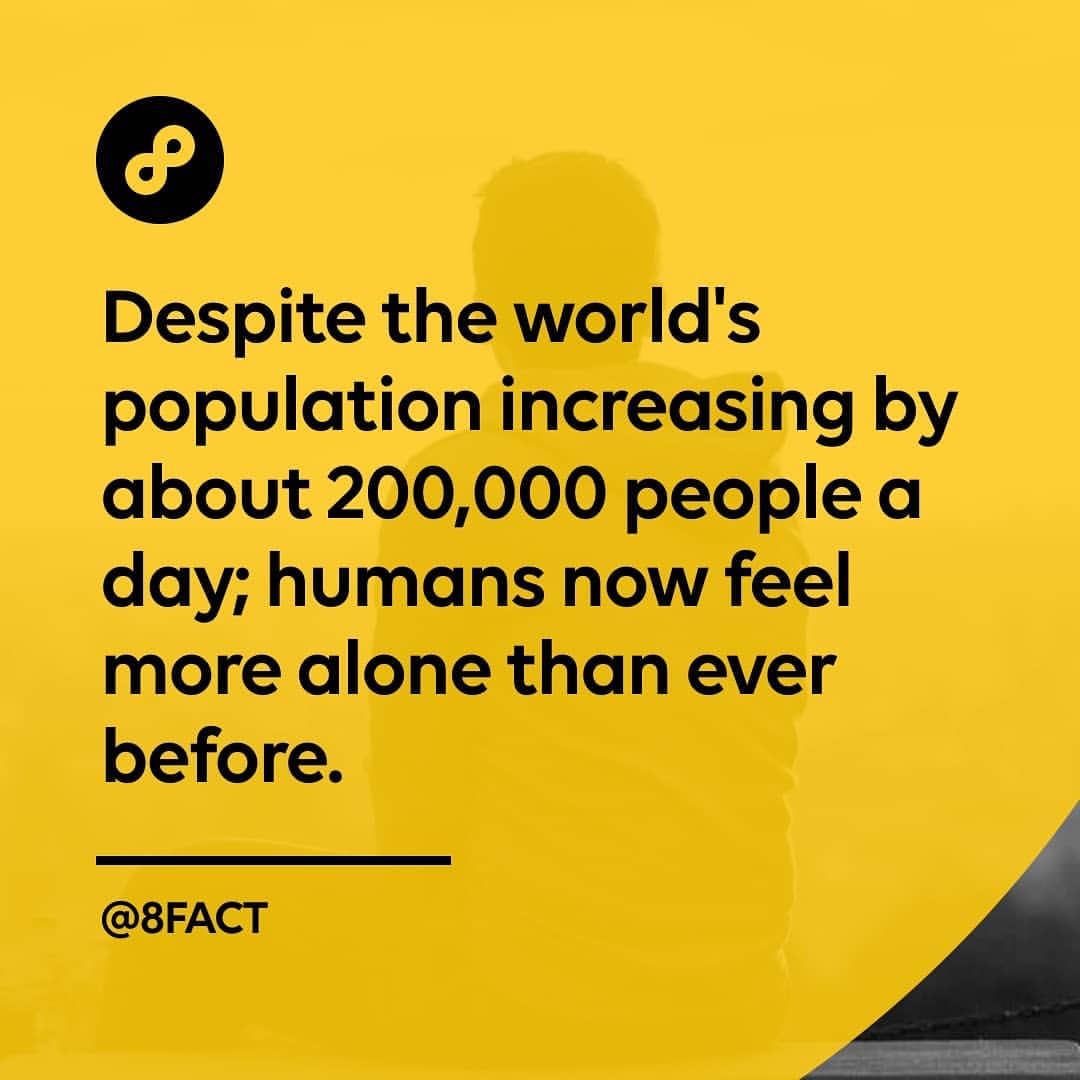 Despite the world's
population increasing by
about 200,000 people a
day; humans now feel
more alone than ever
before.
@8FACT